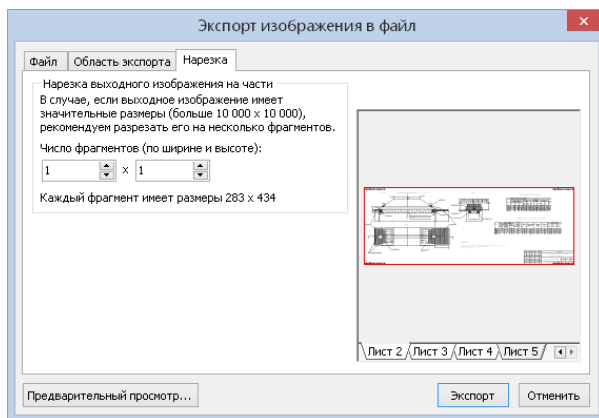 Экспорт изображения в файл
Файл Область экспорта Нарезка
Нарезка выходного изображения на части
В случае, если выходное изображение имеет
значительные размеры (больше 10 000 x 10 000),
рекомендуем разрезать его на несколько фрагментов.
Число фрагментов (по ширине и высоте):
1 x 1
Каждый фрагмент имеет размеры 283 x 434
Лист 2 Лист 3 Лист 4 Лист 5
Предварительный просмотр... Экспорт Отменить